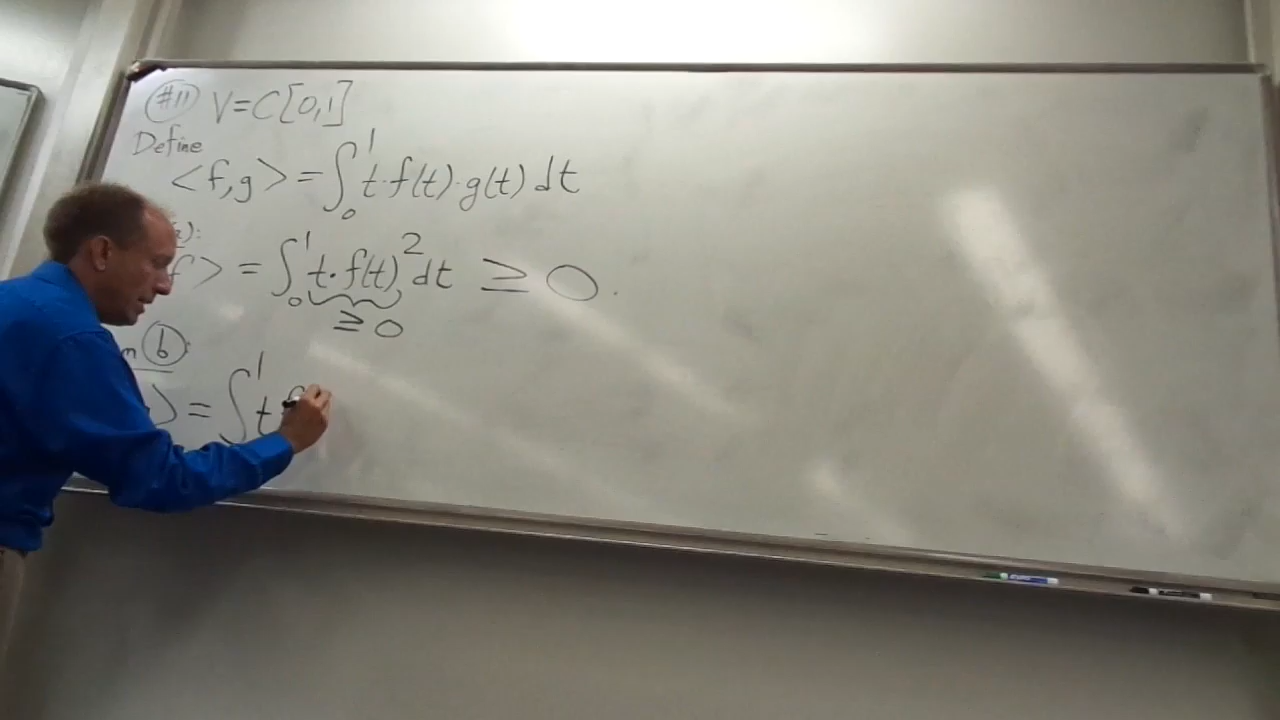 #11 V=C[0,1]
Define
<f,g> = ∫₀¹ t·f(t)·g(t) dt
f> = ∫₀¹ t·f(t)² dt ≥ 0.
≥ 0
b :
> = ∫¹ t f